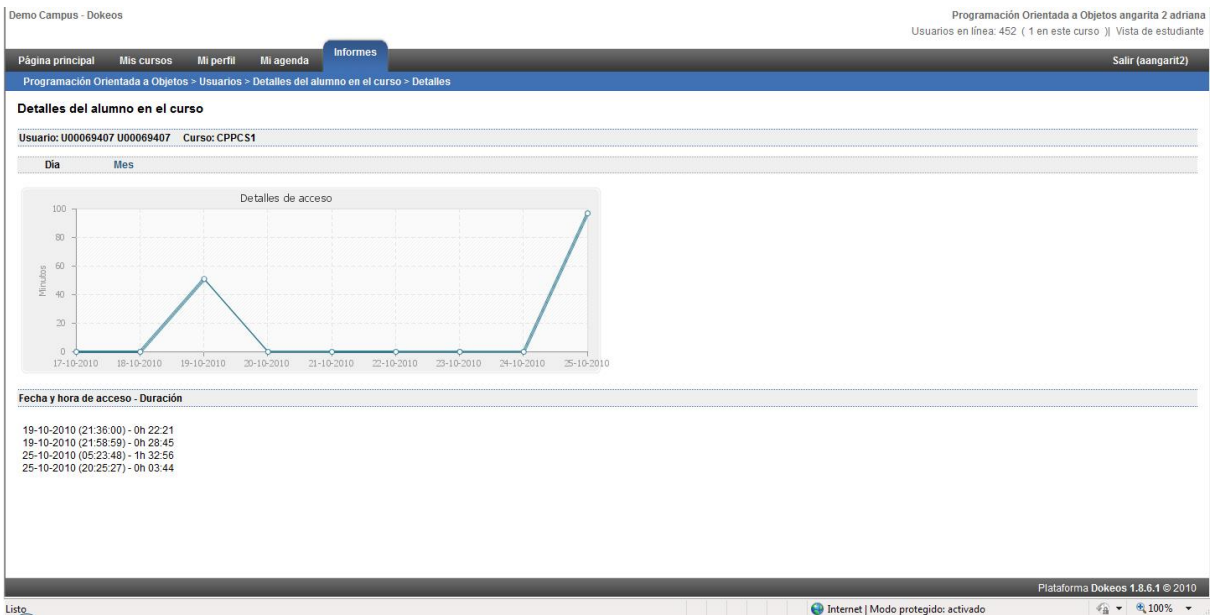 Demo Campus - Dokeos
Programación Orientada a Objetos angarita 2 adriana
Usuarios en línea: 452 ( 1 en este curso )| Vista de estudiante
Página principal Mis cursos Mi perfil Mi agenda Informes Salir (aangarit2)
Programación Orientada a Objetos > Usuarios > Detalles del alumno en el curso > Detalles
Detalles del alumno en el curso
Usuario: U00069407 U00069407 Curso: CPPCS1
Día Mes
Detalles de acceso
100
80
60
40
20
0
Minutos
17-10-2010 18-10-2010 19-10-2010 20-10-2010 21-10-2010 22-10-2010 23-10-2010 24-10-2010 25-10-2010
Fecha y hora de acceso - Duración
19-10-2010 (21:36:00) - 0h 22:21
19-10-2010 (21:58:59) - 0h 28:45
25-10-2010 (05:23:48) - 1h 32:56
25-10-2010 (20:25:27) - 0h 03:44
Plataforma Dokeos 1.8.6.1 © 2010
Listo Internet | Modo protegido: activado 100%